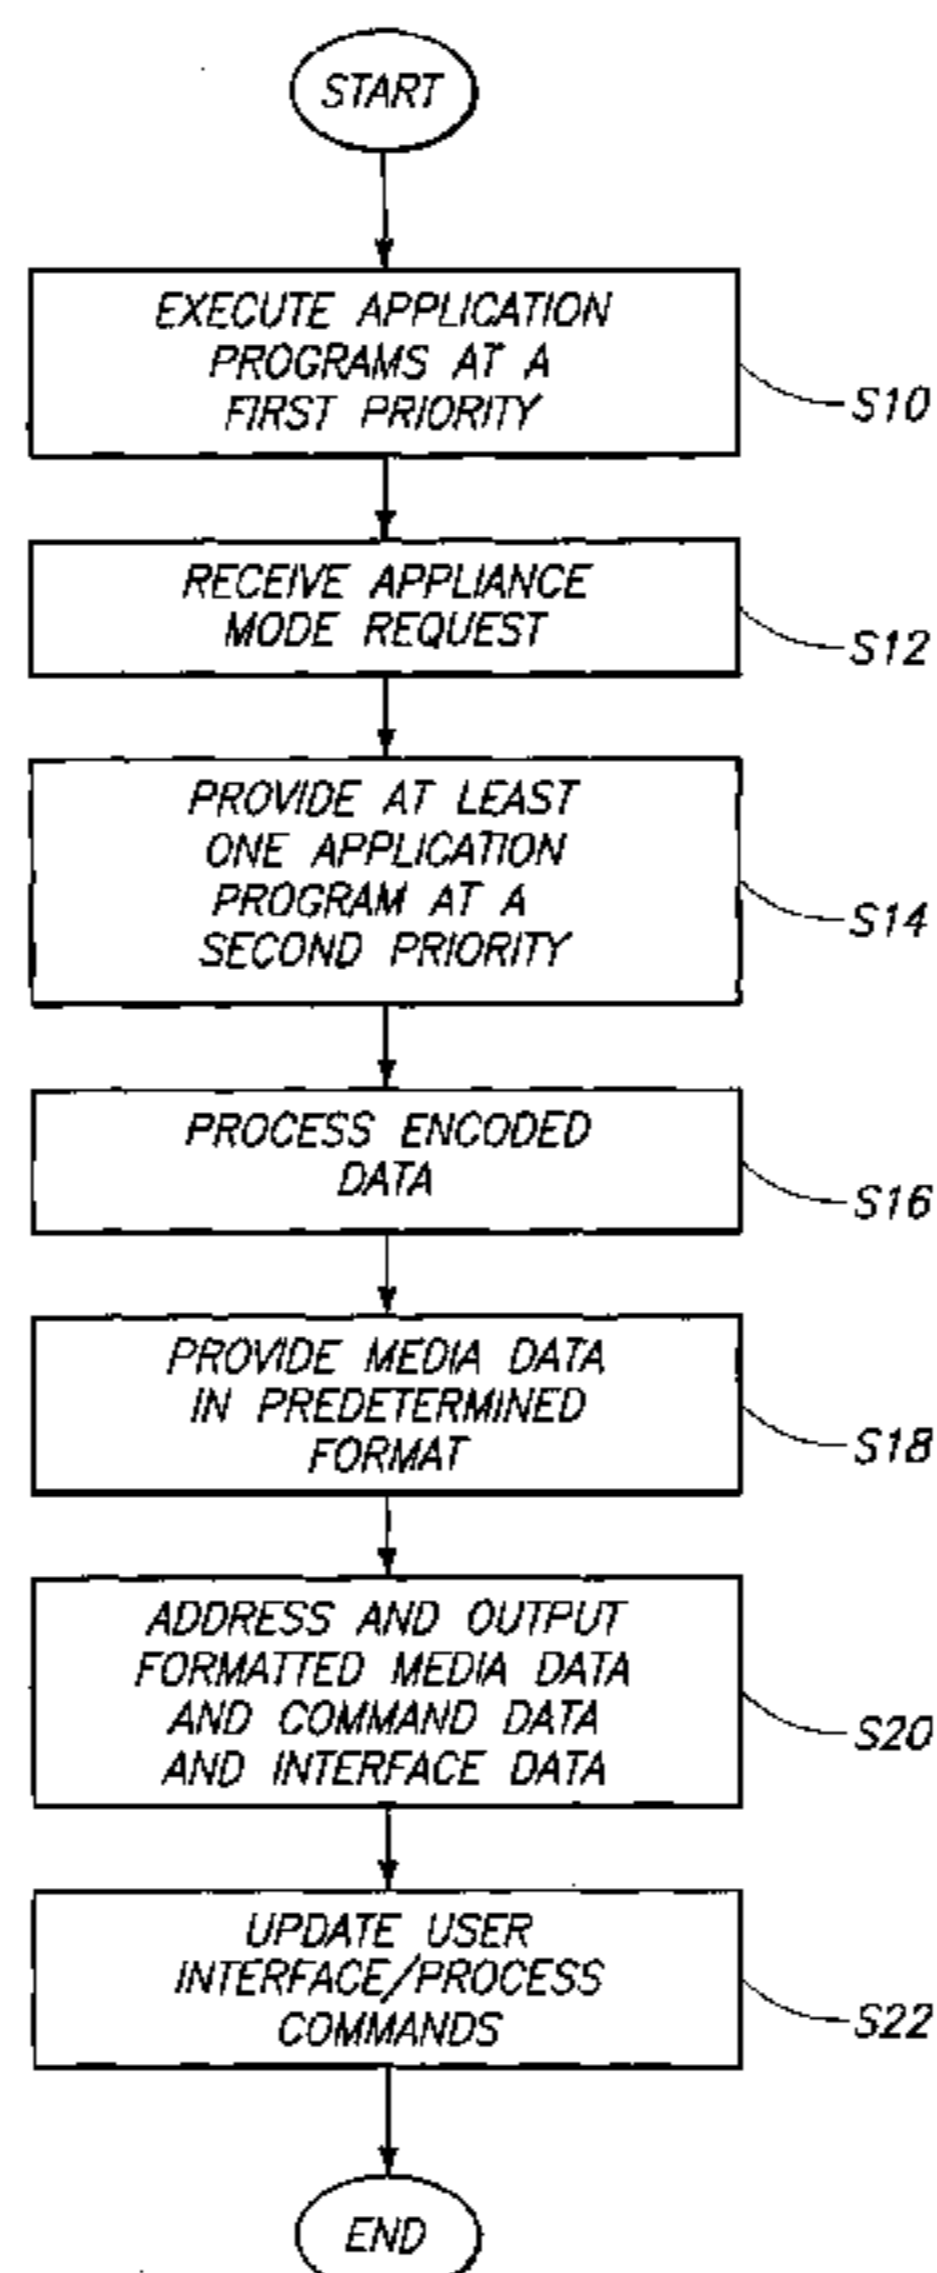 START
EXECUTE APPLICATION
PROGRAMS AT A
FIRST PRIORITY
S10
RECEIVE APPLIANCE
MODE REQUEST
S12
PROVIDE AT LEAST
ONE APPLICATION
PROGRAM AT A
SECOND PRIORITY
S14
PROCESS ENCODED
DATA
S16
PROVIDE MEDIA DATA
IN PREDETERMINED
FORMAT
S18
ADDRESS AND OUTPUT
FORMATTED MEDIA DATA
AND COMMAND DATA
AND INTERFACE DATA
S20
UPDATE USER
INTERFACE/PROCESS
COMMANDS
S22
END